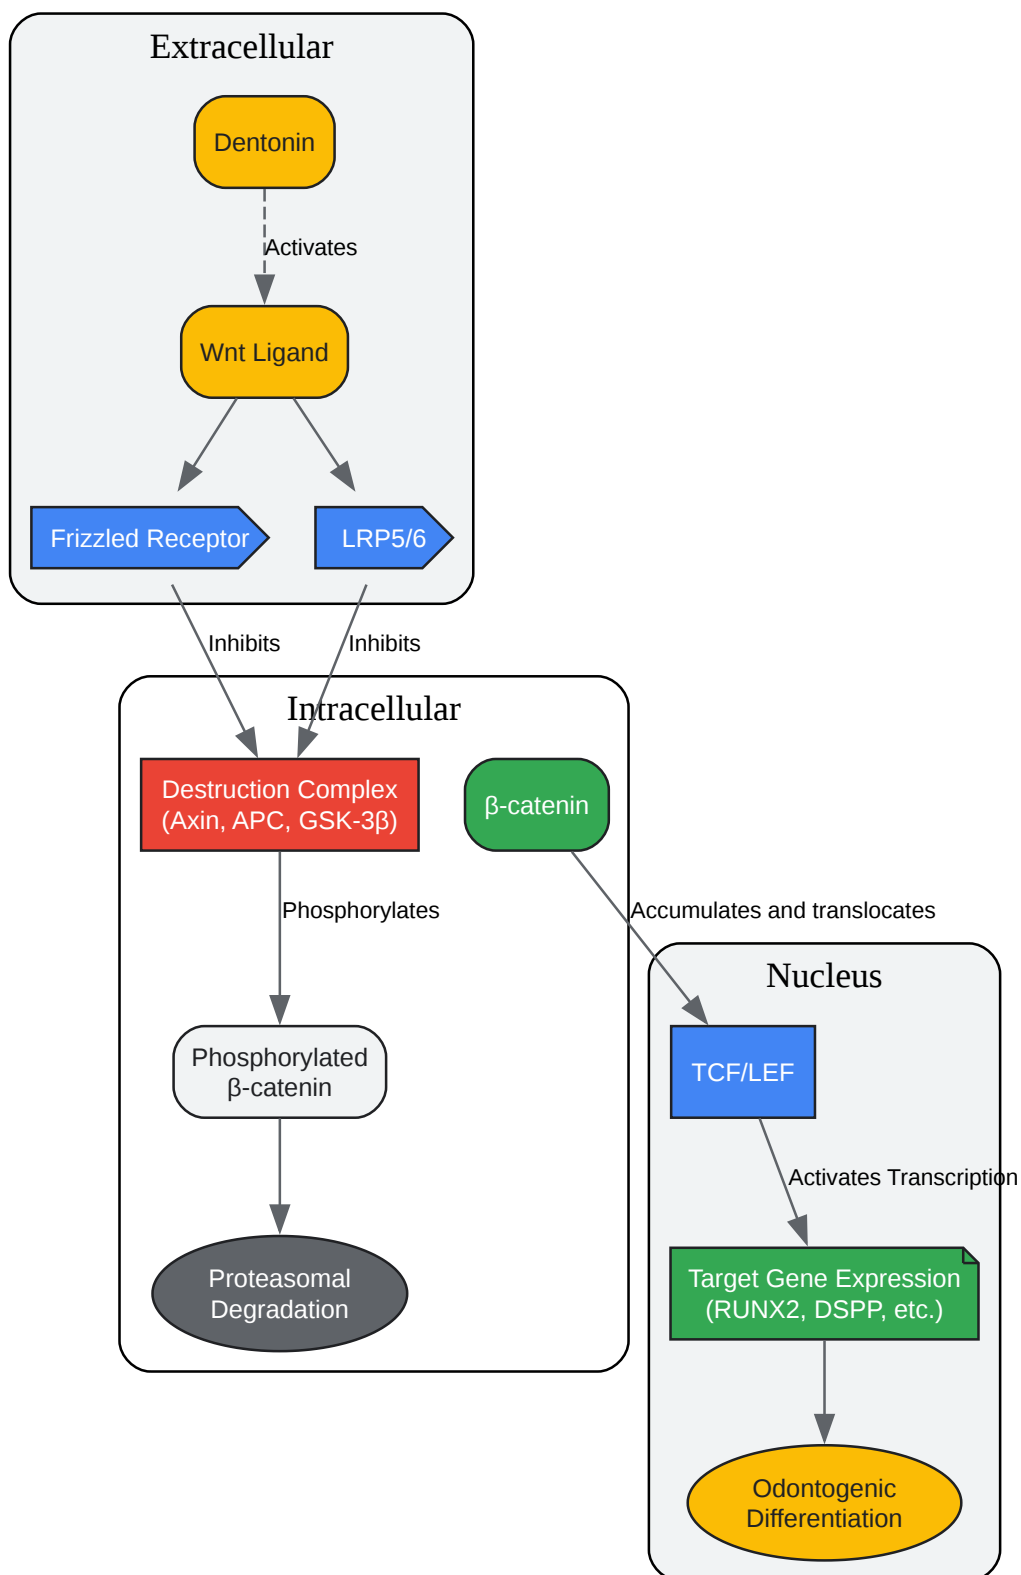 Extracellular
Dentonin
Activates
Wnt Ligand
Frizzled Receptor
LRP5/6
Inhibits
Inhibits
Intracellular
Destruction Complex
(Axin, APC, GSK-3β)
β-catenin
Phosphorylates
Accumulates and translocates
Nucleus
Phosphorylated
β-catenin
TCF/LEF
Activates Transcription
Proteasomal
Degradation
Target Gene Expression
(RUNX2, DSPP, etc.)
Odontogenic
Differentiation